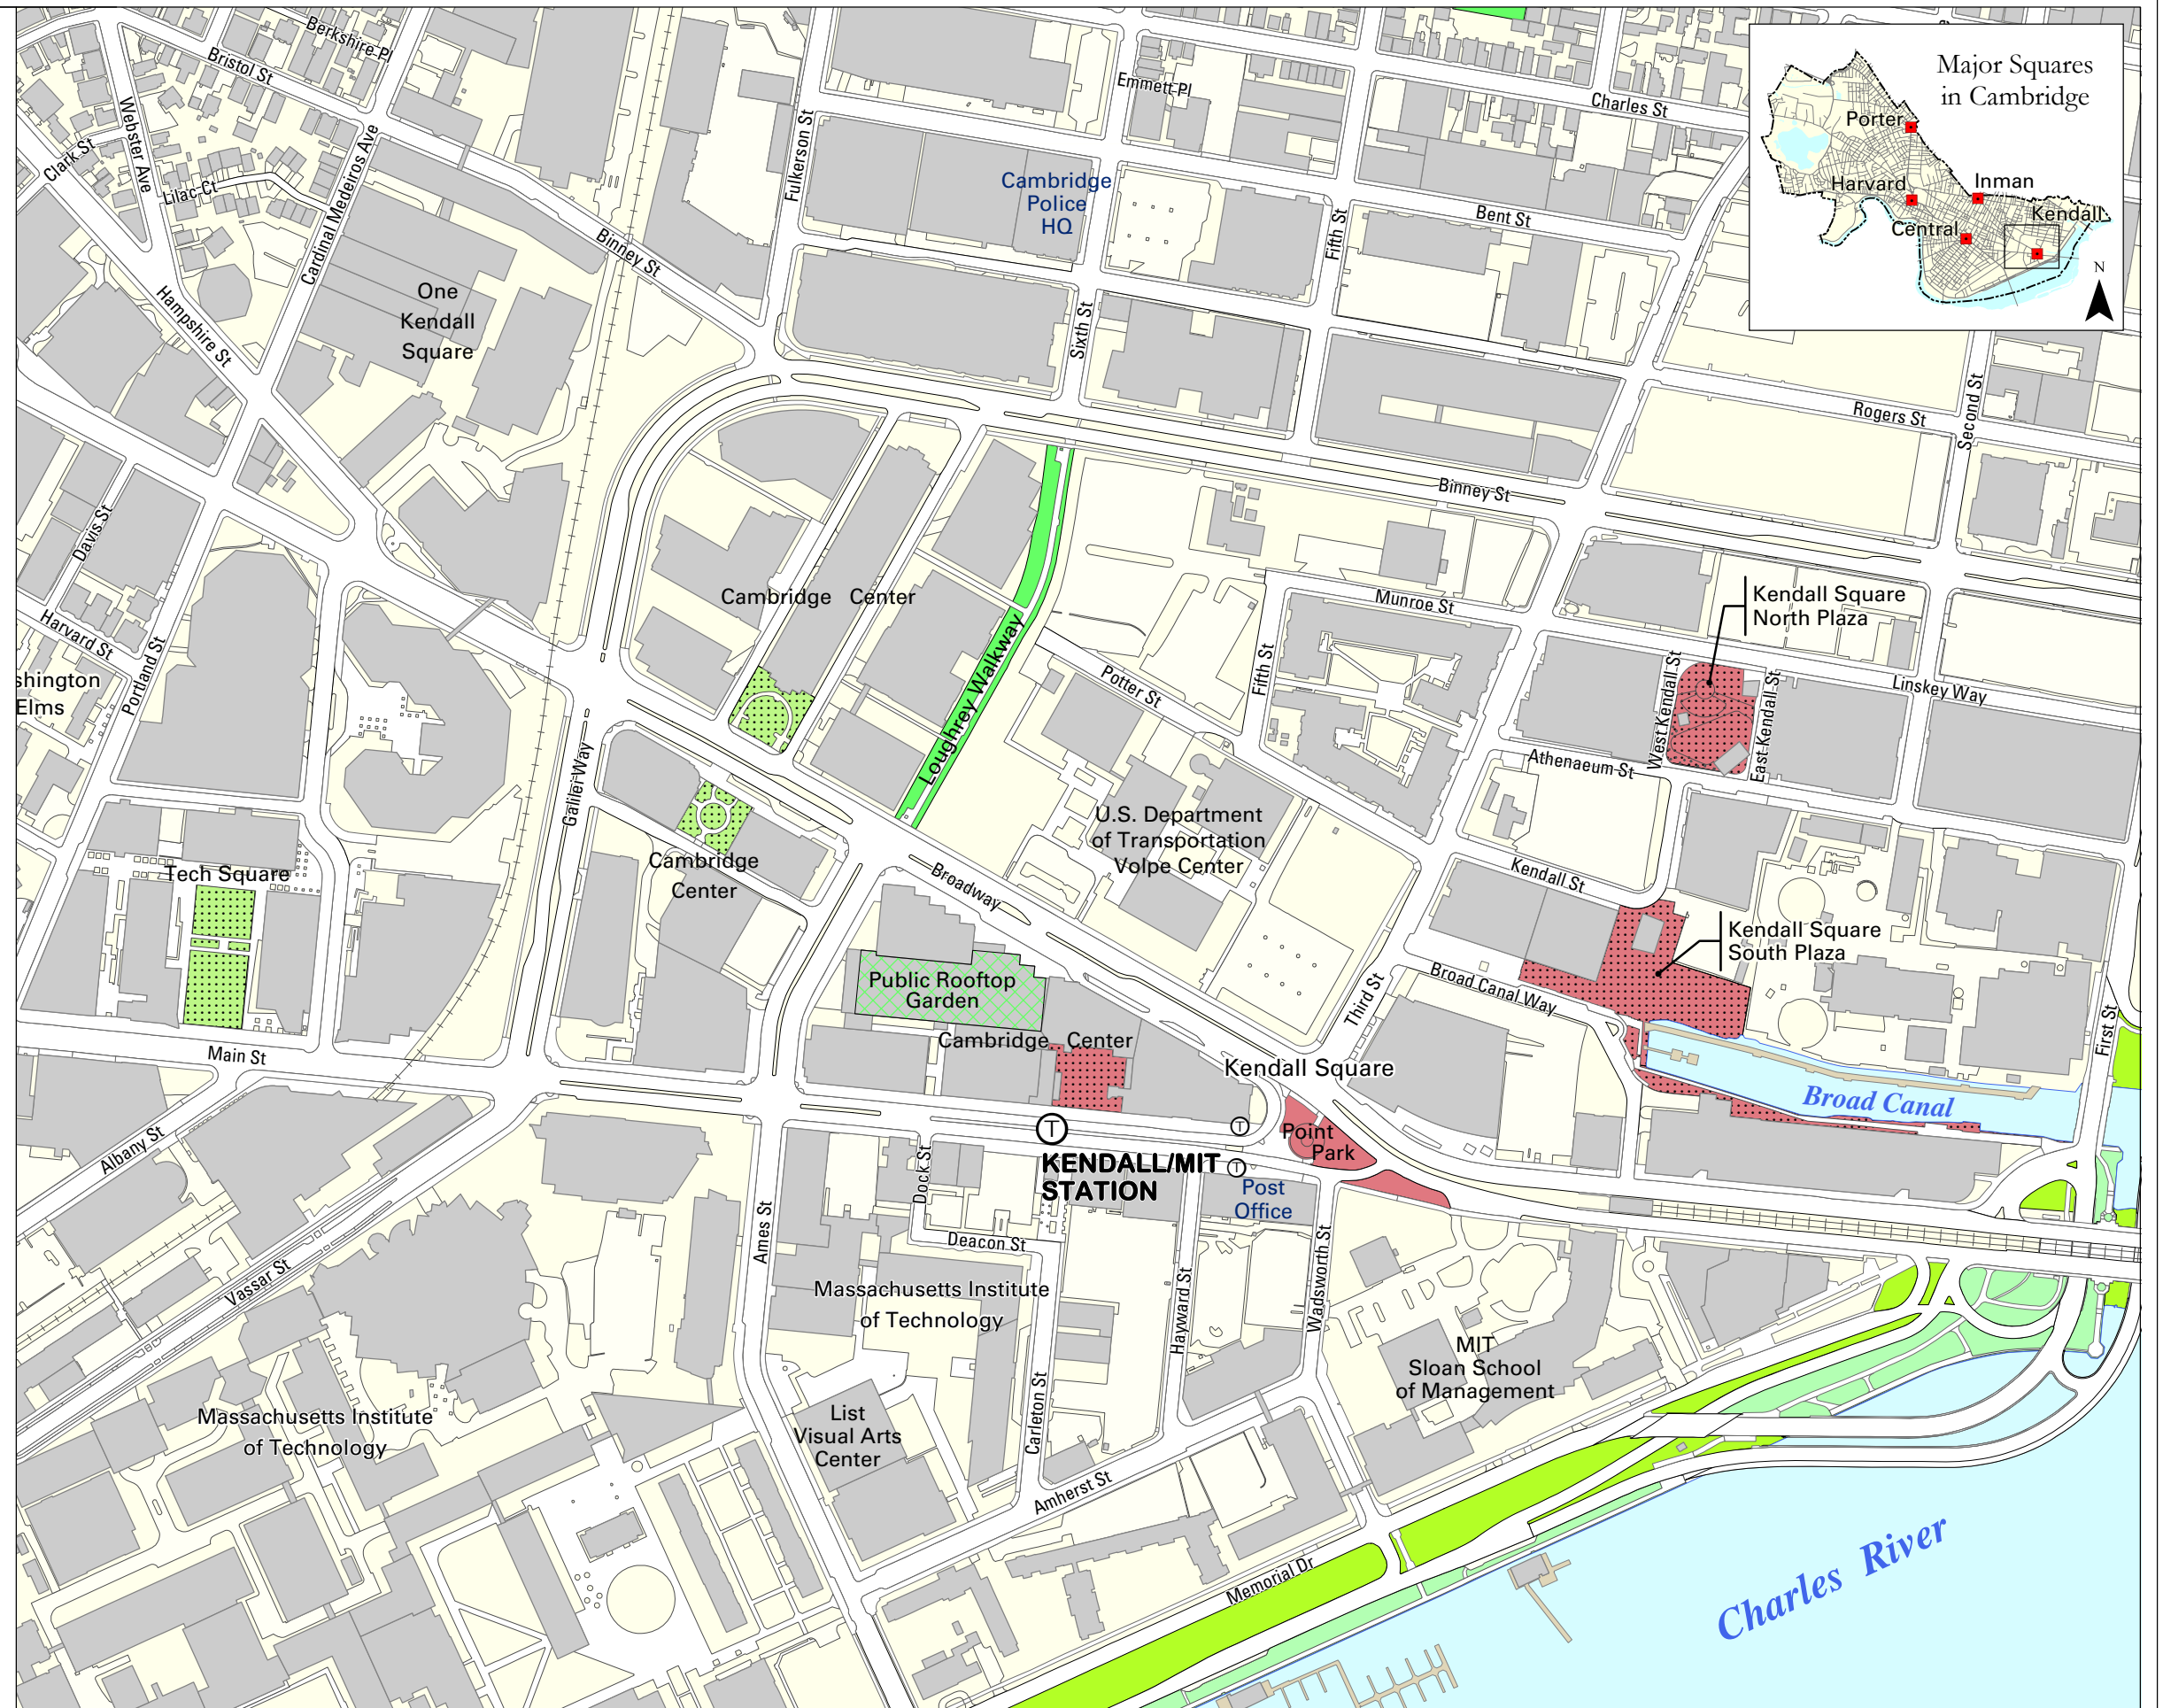 Berkshire Pl
Bristol St
Webster Ave
Clark St
Lilac Ct
Cardinal Medeiros Ave
Hampshire St
One
Kendall
Square
Binney St
Fulkerson St
Emmett Pl
Charles St
Cambridge
Police
HQ
Sixth St
Fifth St
Bent St
Major Squares
in Cambridge
Porter
Harvard
Inman
Kendall
Central
N
Second St
Rogers St
Binney St
Davis St
Harvard St
Portland St
shington
Elms
Cambridge Center
Loughrey Walkway
Potter St
Fifth St
Munroe St
Kendall Square
North Plaza
West Kendall St
East Kendall St
Linskey Way
Athenaeum St
Galilei Way
Tech Square
Cambridge
Center
Broadway
U.S. Department
of Transportation
Volpe Center
Kendall St
Kendall Square
South Plaza
Public Rooftop
Garden
Cambridge Center
Third St
Broad Canal Way
First St
Main St
Kendall Square
Broad Canal
Albany St
T
T
T
KENDALL/MIT
STATION
Point
Park
Dock St
Post
Office
Ames St
Deacon St
Vassar St
Massachusetts Institute
of Technology
Hayward St
Wadsworth St
MIT
Sloan School
of Management
Massachusetts Institute
of Technology
List
Visual Arts
Center
Carleton St
Amherst St
Memorial Dr
Charles River